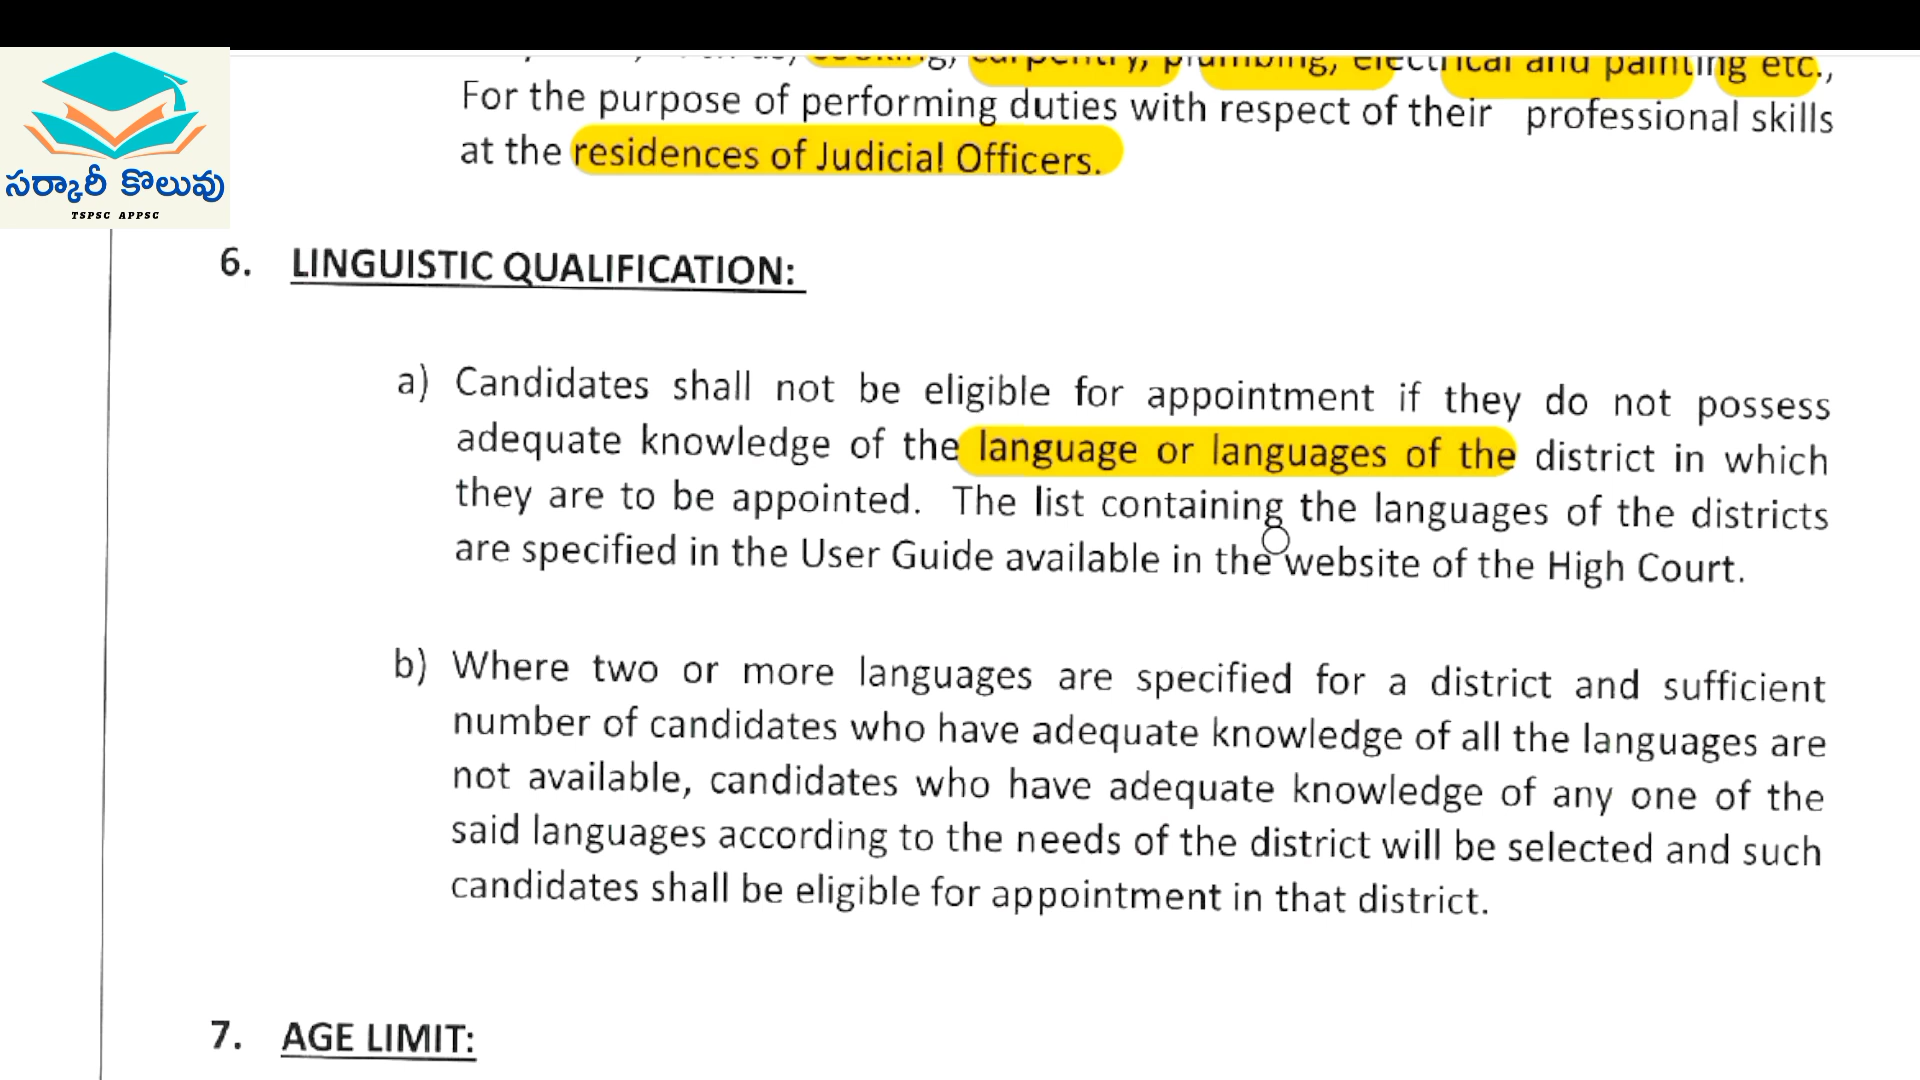 cooking, carpentry, plumbing, electrical and painting etc.,
For the purpose of performing duties with respect of their professional skills
at the residences of Judicial Officers.
సర్కారీ కొలువు
TSPSC APPSC
6. LINGUISTIC QUALIFICATION:
a) Candidates shall not be eligible for appointment if they do not possess
adequate knowledge of the language or languages of the district in which
they are to be appointed. The list containing the languages of the districts
are specified in the User Guide available in the website of the High Court.
b) Where two or more languages are specified for a district and sufficient
number of candidates who have adequate knowledge of all the languages are
not available, candidates who have adequate knowledge of any one of the
said languages according to the needs of the district will be selected and such
candidates shall be eligible for appointment in that district.
7. AGE LIMIT: